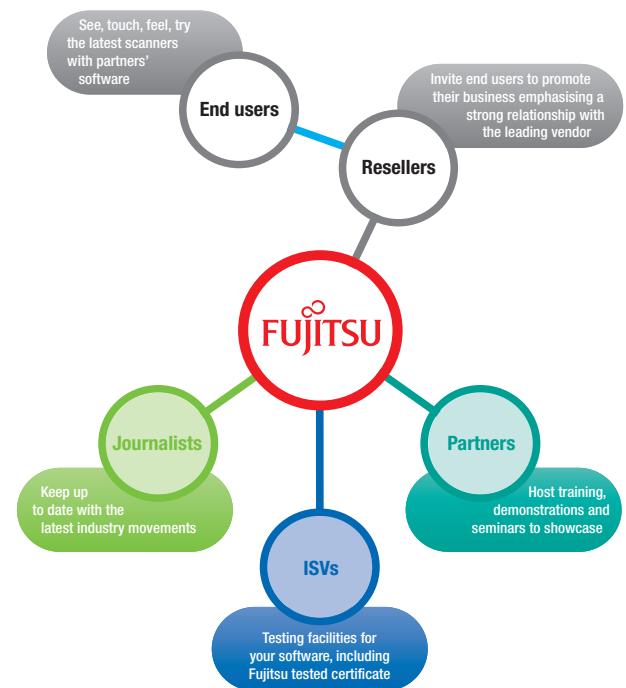 See, touch, feel, try
the latest scanners
with partners'
software
End users
Invite end users to promote
their business emphasising a
strong relationship with
the leading vendor
Resellers
FUJITSU
Journalists
Keep up
to date with the
latest industry movements
Partners
Host training,
demonstrations and
seminars to showcase
ISVs
Testing facilities for
your software, including
Fujitsu tested certificate